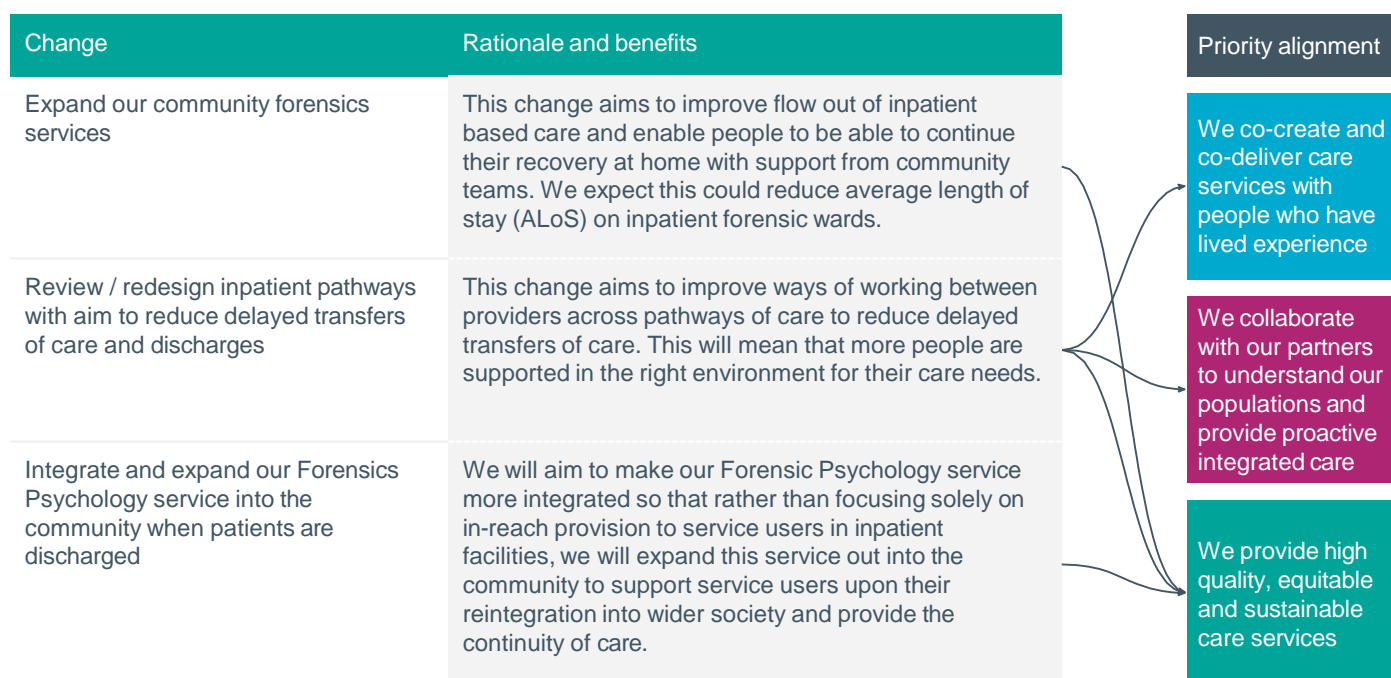 Change
Rationale and benefits
Priority alignment
Expand our community forensics
services
This change aims to improve flow out of inpatient
based care and enable people to be able to continue
their recovery at home with support from community
teams. We expect this could reduce average length of
stay (ALoS) on inpatient forensic wards.
Review / redesign inpatient pathways
with aim to reduce delayed transfers
of care and discharges
This change aims to improve ways of working between
providers across pathways of care to reduce delayed
transfers of care. This will mean that more people are
supported in the right environment for their care needs.
Integrate and expand our Forensics
Psychology service into the
community when patients are
discharged
We will aim to make our Forensic Psychology service
more integrated so that rather than focusing solely on
in-reach provision to service users in inpatient
facilities, we will expand this service out into the
community to support service users upon their
reintegration into wider society and provide the
continuity of care.
We co-create and
co-deliver care
services with
people who have
lived experience
We collaborate
with our partners
to understand our
populations and
provide proactive
integrated care
We provide high
quality, equitable
and sustainable
care services